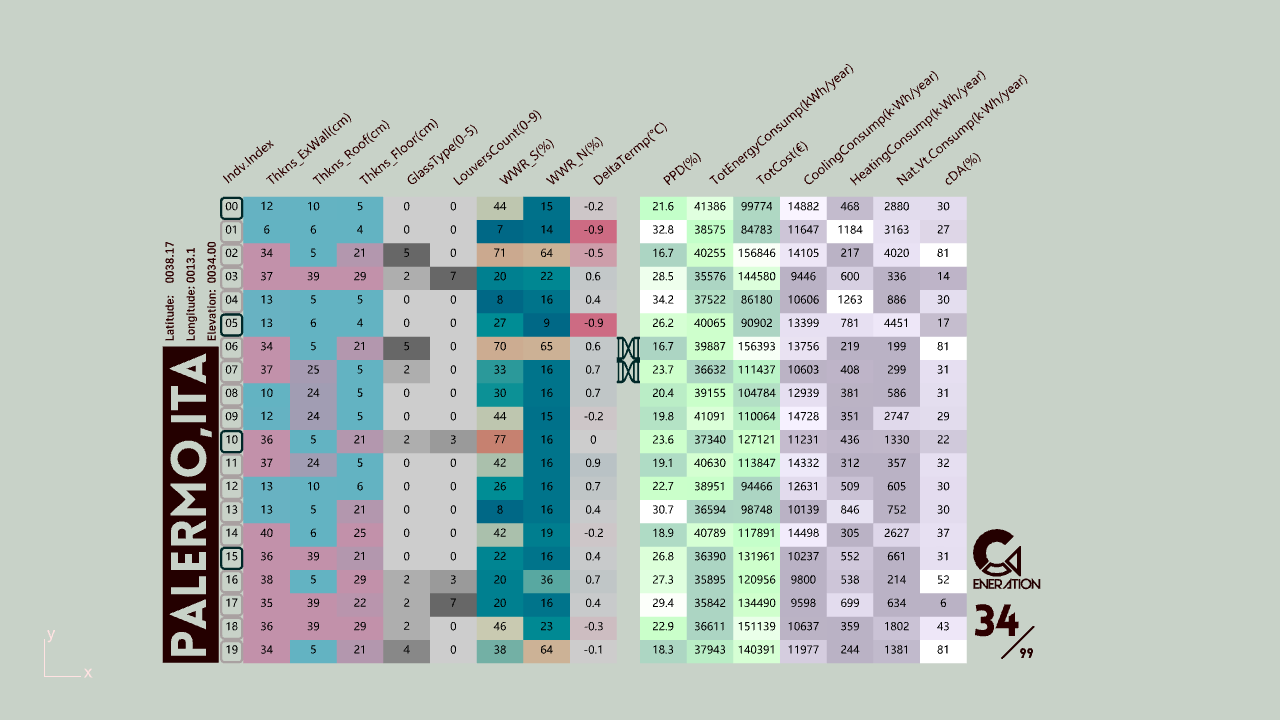 Indv.Index Thkns_ExWall(cm) Thkns_Roof(cm) Thkns_Floor(cm) GlassType(0-5) LouversCount(0-9) WWR_S(%) WWR_N(%) DeltaTermp(°C) PPD(%) TotEnergyConsump(kWh/year) TotCost(€) CoolingConsump(k·Wh/year) HeatingConsump(k·Wh/year) Nat.Vt.Consump(k·Wh/year) cDA(%)
00 12 10 5 0 0 44 15 -0.2 21.6 41386 99774 14882 468 2880 30
01 6 6 4 0 0 7 14 -0.9 32.8 38575 84783 11647 1184 3163 27
02 34 5 21 5 0 71 64 -0.5 16.7 40255 156846 14105 217 4020 81
03 37 39 29 2 7 20 22 0.6 28.5 35576 144580 9446 600 336 14
04 13 5 5 0 0 8 16 0.4 34.2 37522 86180 10606 1263 886 30
05 13 6 4 0 0 27 9 -0.9 26.2 40065 90902 13399 781 4451 17
06 34 5 21 5 0 70 65 0.6 16.7 39887 156393 13756 219 199 81
07 37 25 5 2 0 33 16 0.7 23.7 36632 111437 10603 408 299 31
08 10 24 5 0 0 30 16 0.7 20.4 39155 104784 12939 381 586 31
09 12 24 5 0 0 44 15 -0.2 19.8 41091 110064 14728 351 2747 29
10 36 5 21 2 3 77 16 0 23.6 37340 127121 11231 436 1330 22
11 37 24 5 0 0 42 16 0.9 19.1 40630 113847 14332 312 357 32
12 13 10 6 0 0 26 16 0.7 22.7 38951 94466 12631 509 605 30
13 13 5 21 0 0 8 16 0.4 30.7 36594 98748 10139 846 752 30
14 40 6 25 0 0 42 19 -0.2 18.9 40789 117891 14498 305 2627 37
15 36 39 21 0 0 22 16 0.4 26.8 36390 131961 10237 552 661 31
16 38 5 29 2 3 20 36 0.7 27.3 35895 120956 9800 538 214 52
17 35 39 22 2 7 20 16 0.4 29.4 35842 134490 9598 699 634 6
18 36 39 29 2 0 46 23 -0.3 22.9 36611 151139 10637 359 1802 43
19 34 5 21 4 0 38 64 -0.1 18.3 37943 140391 11977 244 1381 81
Latitude: 0038.17
Longitude: 0013.1
Elevation: 0034.00
PALERMO,ITA
ENERATION
34/99
y
x